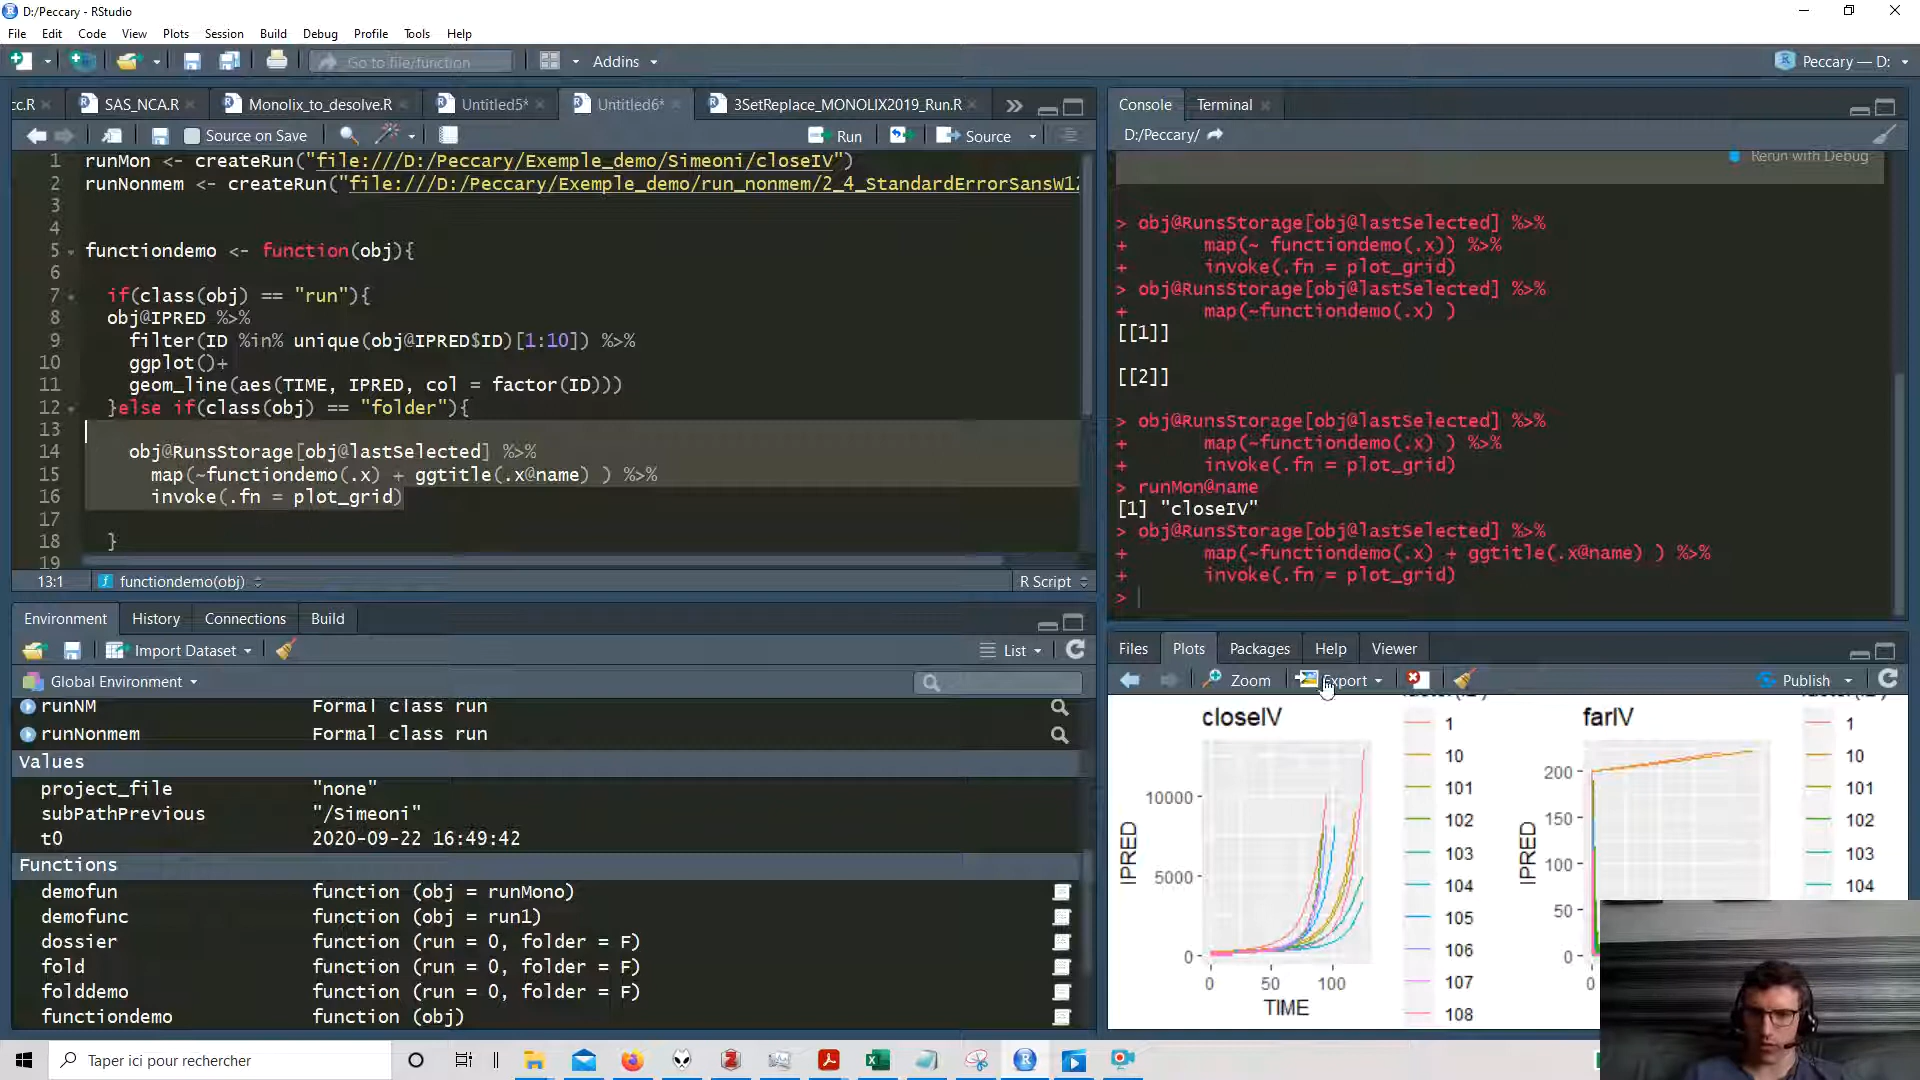 D:/Peccary - RStudio
File Edit Code View Plots Session Build Debug Profile Tools Help
Go to file/function Addins Peccary — D:
cc.R SAS_NCA.R Monolix_to_desolve.R Untitled5* Untitled6* 3SetReplace_MONOLIX2019_Run.R
Source on Save Run Source
1 runMon <- createRun("file:///D:/Peccary/Exemple_demo/Simeoni/closeIV")
2 runNonmem <- createRun("file:///D:/Peccary/Exemple_demo/run_nonmem/2_4_StandardErrorSansW12
3
4
5 functiondemo <- function(obj){
6
7 if(class(obj) == "run"){
8 obj@IPRED %>%
9 filter(ID %in% unique(obj@IPRED$ID)[1:10]) %>%
10 ggplot()+
11 geom_line(aes(TIME, IPRED, col = factor(ID)))
12 }else if(class(obj) == "folder"){
13
14 obj@RunsStorage[obj@lastSelected] %>%
15 map(~functiondemo(.x) + ggtitle(.x@name) ) %>%
16 invoke(.fn = plot_grid)
17
18 }
19
13:1 functiondemo(obj) R Script
Environment History Connections Build
Import Dataset List
Global Environment
runNM Formal class run
runNonmem Formal class run
Values
project_file "none"
subPathPrevious "/Simeoni"
t0 2020-09-22 16:49:42
Functions
demofun function (obj = runMono)
demofunc function (obj = run1)
dossier function (run = 0, folder = F)
fold function (run = 0, folder = F)
folddemo function (run = 0, folder = F)
functiondemo function (obj)
Console Terminal
D:/Peccary/
Rerun with Debug
> obj@RunsStorage[obj@lastSelected] %>%
+ map(~ functiondemo(.x)) %>%
+ invoke(.fn = plot_grid)
> obj@RunsStorage[obj@lastSelected] %>%
+ map(~functiondemo(.x) )
[[1]]
[[2]]
> obj@RunsStorage[obj@lastSelected] %>%
+ map(~functiondemo(.x) ) %>%
+ invoke(.fn = plot_grid)
> runMon@name
[1] "closeIV"
> obj@RunsStorage[obj@lastSelected] %>%
+ map(~functiondemo(.x) + ggtitle(.x@name) ) %>%
+ invoke(.fn = plot_grid)
>
Files Plots Packages Help Viewer
Zoom Export Publish
closeIV
IPRED
10000
5000
0
0 50 100
TIME
1
10
101
102
103
104
105
106
107
108
farIV
IPRED
200
150
100
50
0
0
1
10
101
102
103
104
Taper ici pour rechercher